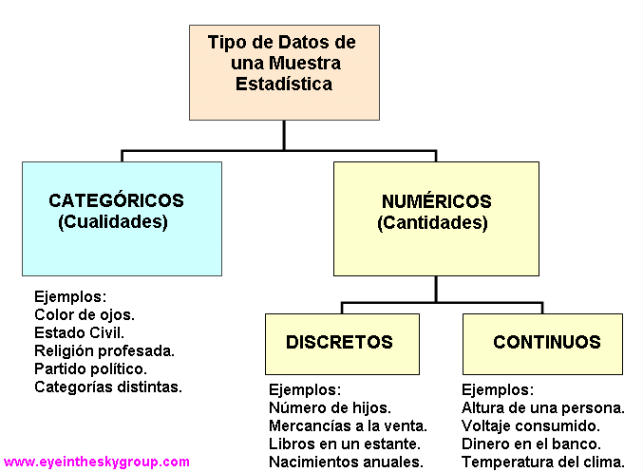 Tipo de Datos de
una Muestra
Estadística
CATEGÓRICOS
(Cualidades)
NUMÉRICOS
(Cantidades)
Ejemplos:
Color de ojos.
Estado Civil.
Religión profesada.
Partido político.
Categorías distintas.
DISCRETOS
Ejemplos:
Número de hijos.
Mercancías a la venta.
Libros en un estante.
Nacimientos anuales.
CONTINUOS
Ejemplos:
Altura de una persona.
Voltaje consumido.
Dinero en el banco.
Temperatura del clima.
www.eyeintheskygroup.com